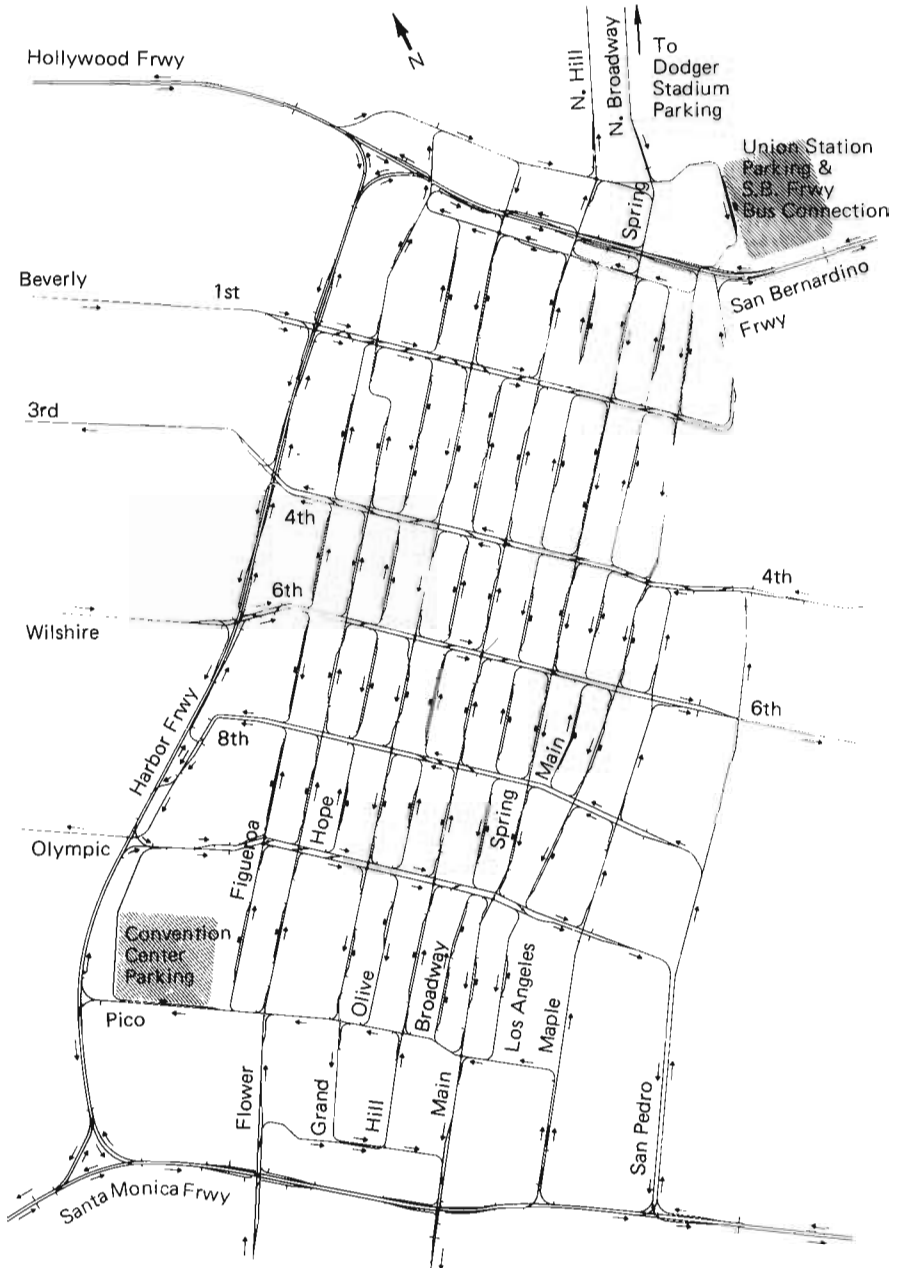 Hollywood Frwy
N
N. Hill
N. Broadway
To
Dodger
Stadium
Parking
Union Station
Parking &
S.B. Frwy
Bus Connection
Spring
San Bernardino
Frwy
Beverly
1st
3rd
4th
4th
6th
Wilshire
6th
Harbor Frwy
8th
Main
Spring
Hope
Figueroa
Olympic
Convention
Center
Parking
Olive
Broadway
Los Angeles
Maple
Pico
Flower
Grand
Hill
Main
San Pedro
Santa Monica Frwy